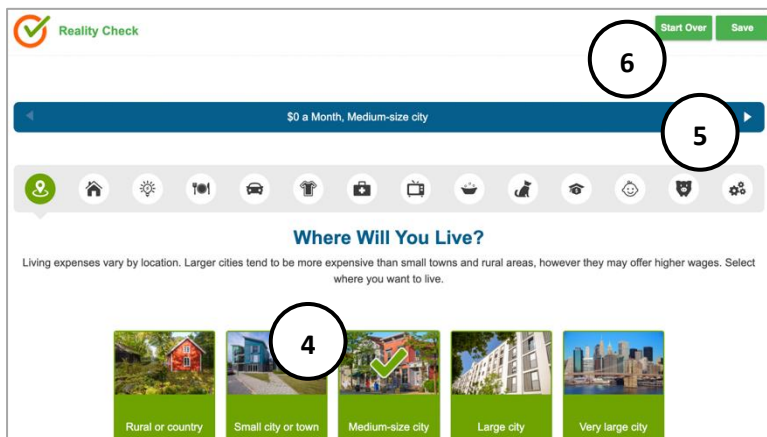 Reality Check
Start Over
Save
6
$0 a Month, Medium-size city
5
Where Will You Live?
Living expenses vary by location. Larger cities tend to be more expensive than small towns and rural areas, however they may offer higher wages. Select
where you want to live.
4
Rural or country
Small city or town
Medium-size city
Large city
Very large city